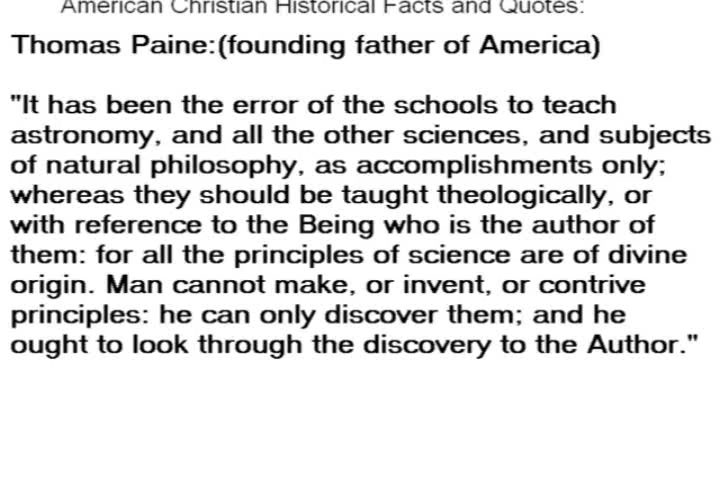 American Christian Historical Facts and Quotes:
Thomas Paine:(founding father of America)
"It has been the error of the schools to teach
astronomy, and all the other sciences, and subjects
of natural philosophy, as accomplishments only;
whereas they should be taught theologically, or
with reference to the Being who is the author of
them: for all the principles of science are of divine
origin. Man cannot make, or invent, or contrive
principles: he can only discover them; and he
ought to look through the discovery to the Author."